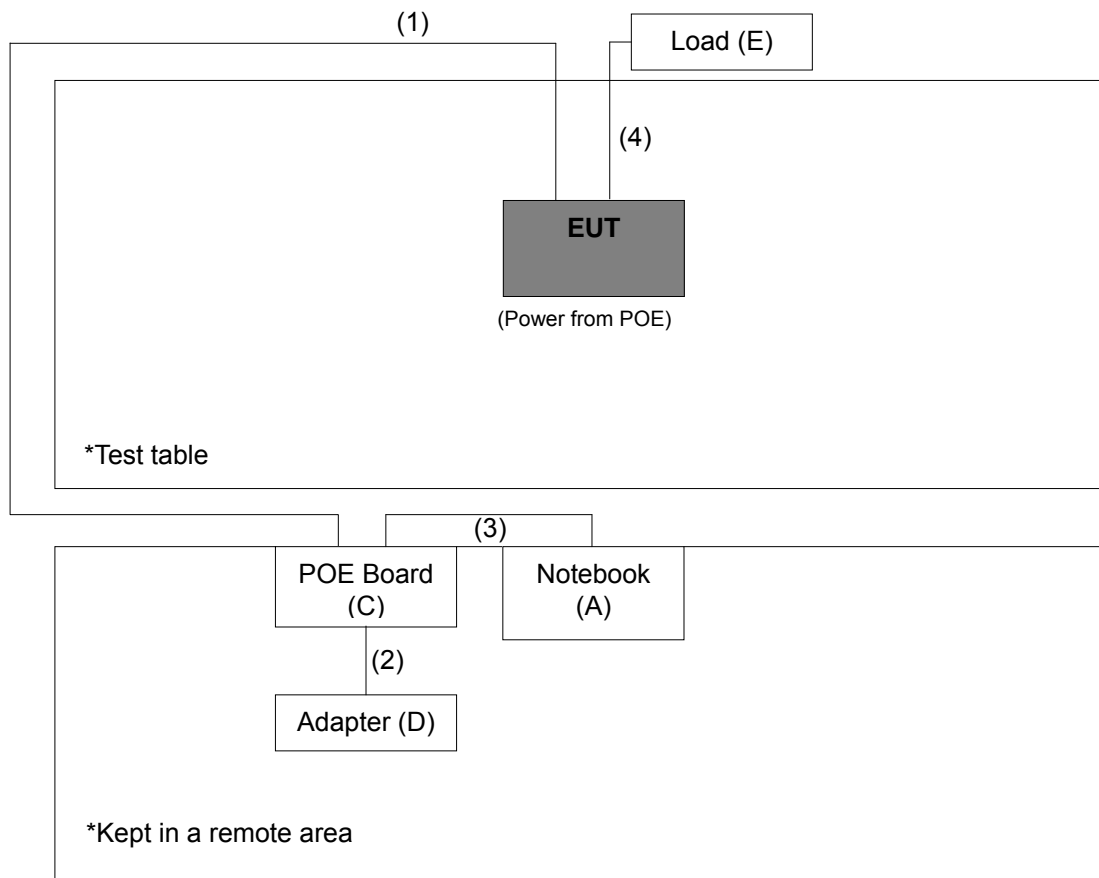 (1)
Load (E)
(4)
EUT
(Power from POE)
*Test table
(3)
POE Board
(C)
Notebook
(A)
(2)
Adapter (D)
*Kept in a remote area